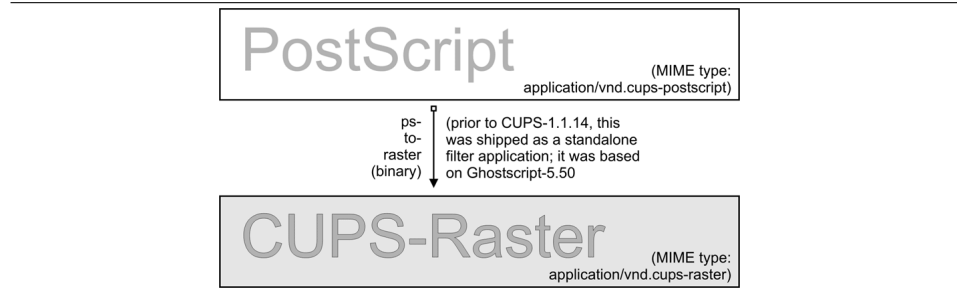 PostScript
(MIME type:
application/vnd.cups-postscript)
ps-
to-
raster
(binary)
(prior to CUPS-1.1.14, this
was shipped as a standalone
filter application; it was based
on Ghostscript-5.50
CUPS-Raster
(MIME type:
application/vnd.cups-raster)